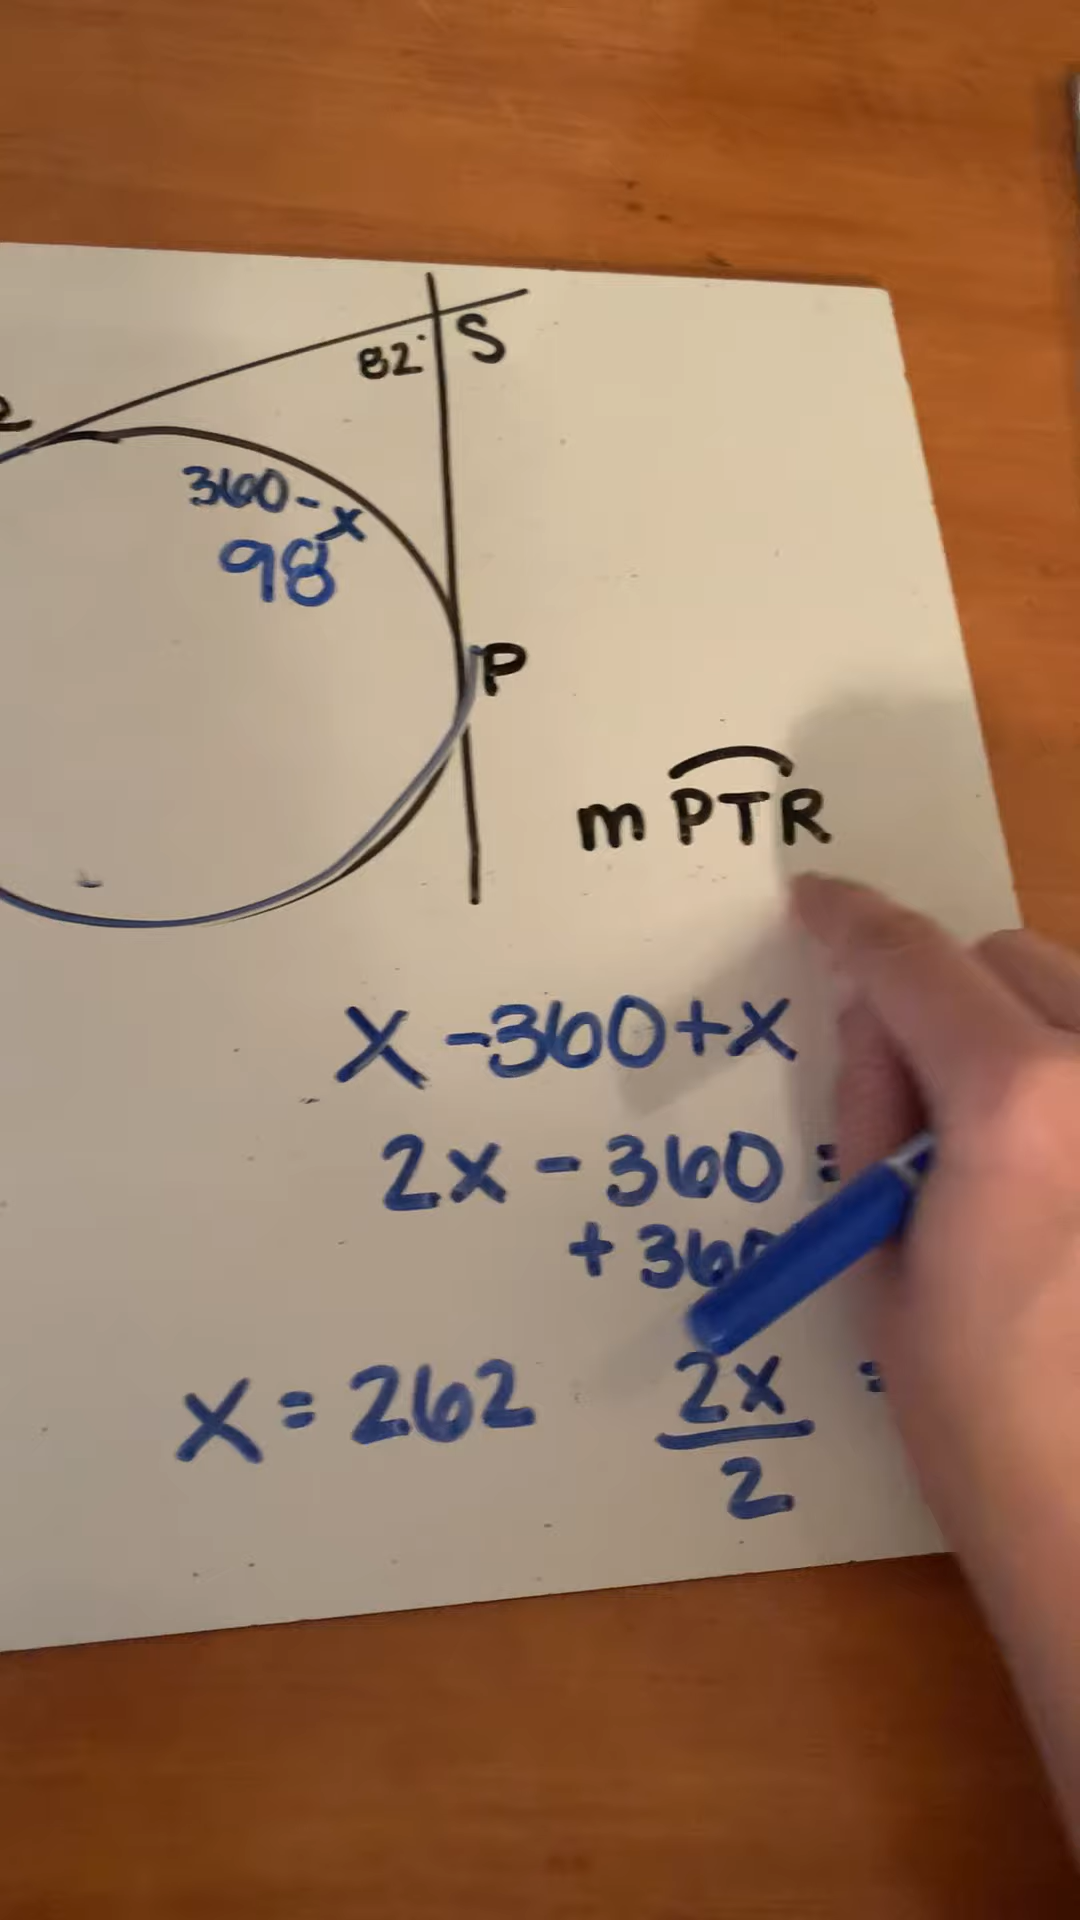 S
82°
360-x
98
P
m PTR
x -360+x
2x - 360 =
+ 360
x = 262
2x =
2